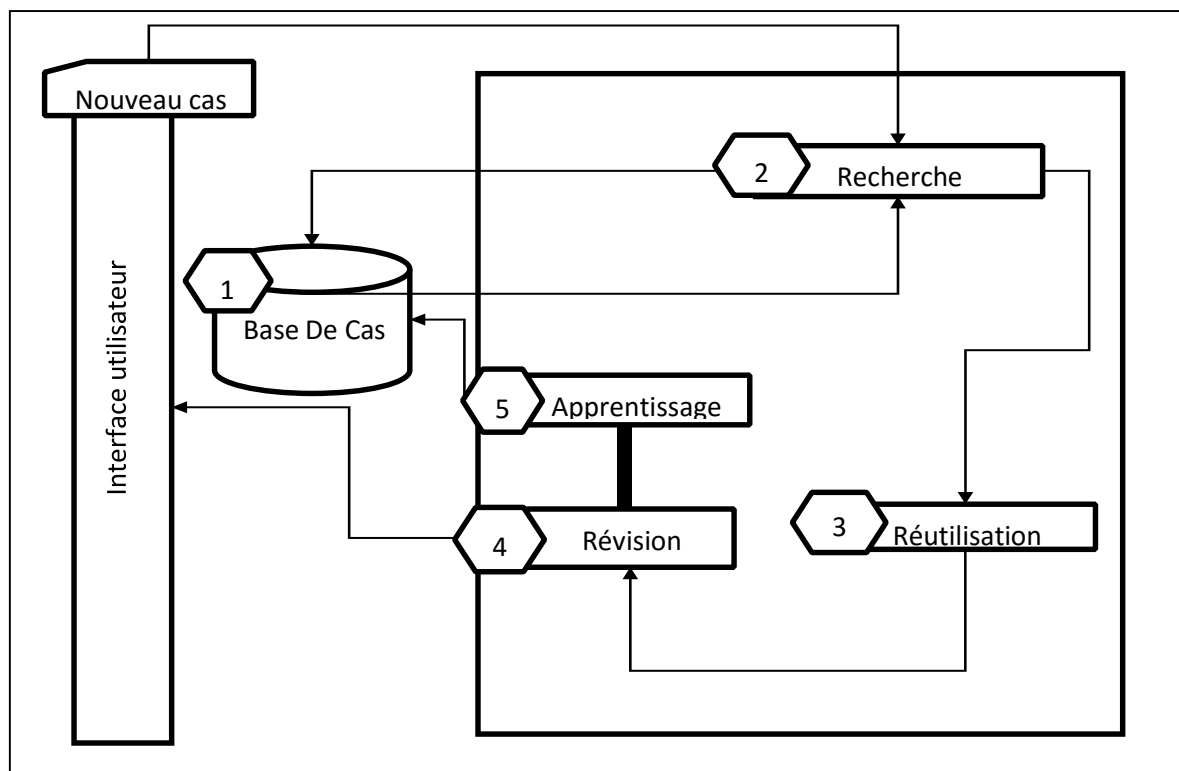 Nouveau cas
2
Recherche
1
Base De Cas
Interface utilisateur
5
Apprentissage
4
Révision
3
Réutilisation